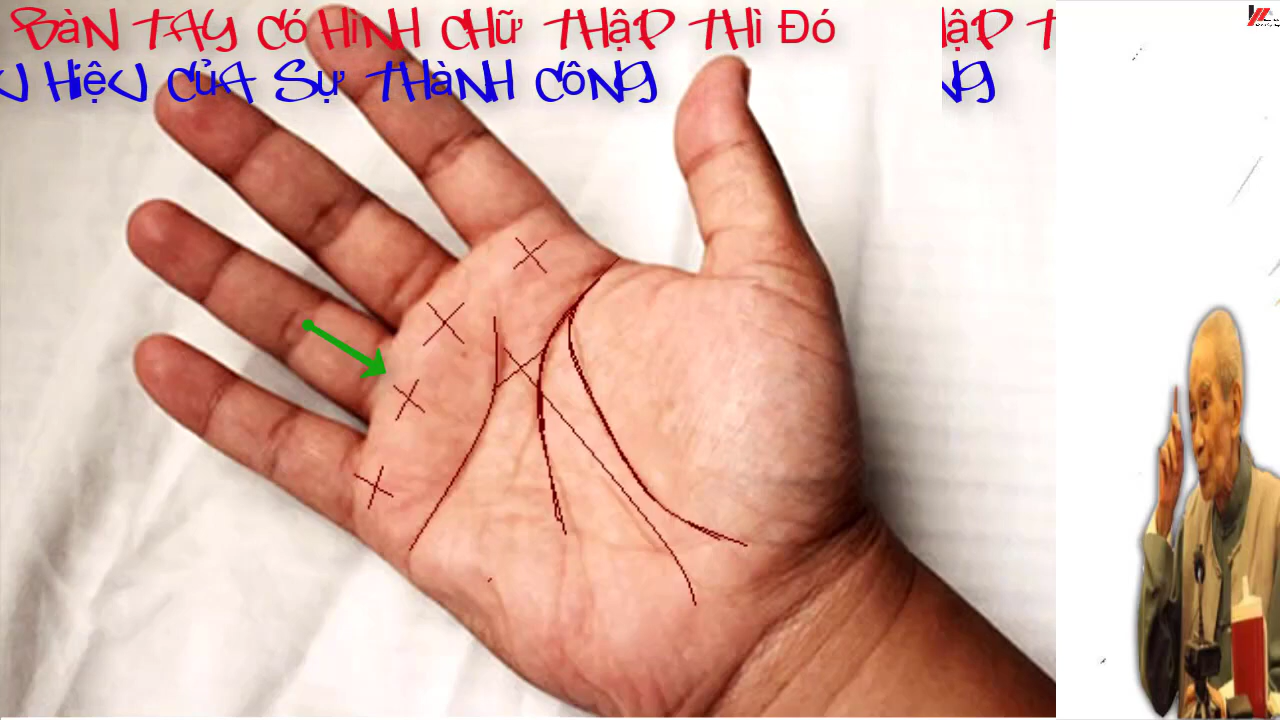 Bàn tay có hình chữ thập thì đó
u hiệu của sự thành công